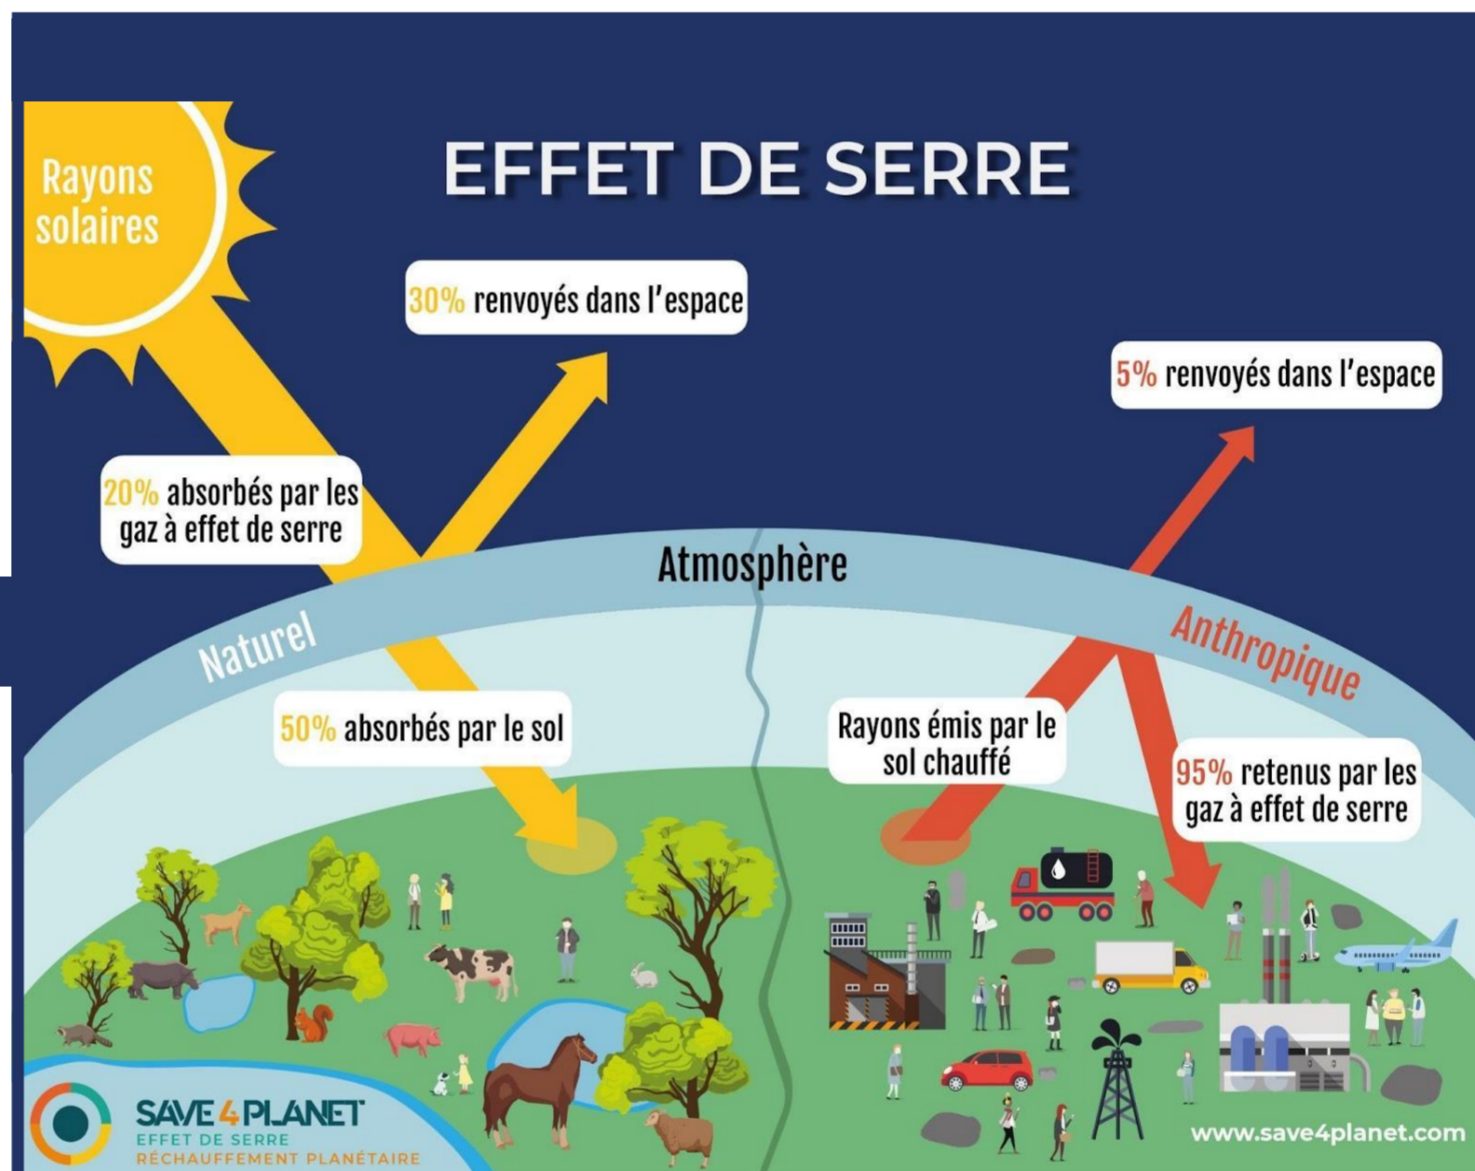 EFFET DE SERRE
Rayons
solaires
30% renvoyés dans l'espace
5% renvoyés dans l'espace
20% absorbés par les
gaz à effet de serre
Atmosphère
Naturel
Anthropique
50% absorbés par le sol
Rayons émis par le
sol chauffé
95% retenus par les
gaz à effet de serre
SAVE 4 PLANET
EFFET DE SERRE
RÉCHAUFFEMENT PLANÉTAIRE
www.save4planet.com